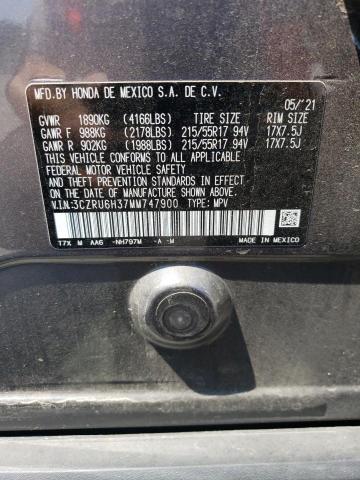 MFD.BY HONDA DE MEXICO S.A. DE C.V.
05/'21
GVWR 1890KG (4166LBS) TIRE SIZE RIM SIZE
GAWR F 988KG (2178LBS) 215/55R17 94V 17X7.5J
GAWR R 902KG (1988LBS) 215/55R17 94V 17X7.5J
THIS VEHICLE CONFORMS TO ALL APPLICABLE
FEDERAL MOTOR VEHICLE SAFETY
STANDARDS IN EFFECT
ON THE DATE OF MANUFACTURE SHOWN ABOVE.
V.I.N:3CZRU6H37MM747900 TYPE: MPV
T7X M AA6 -NH797M -A -M
MADE IN MEXICO